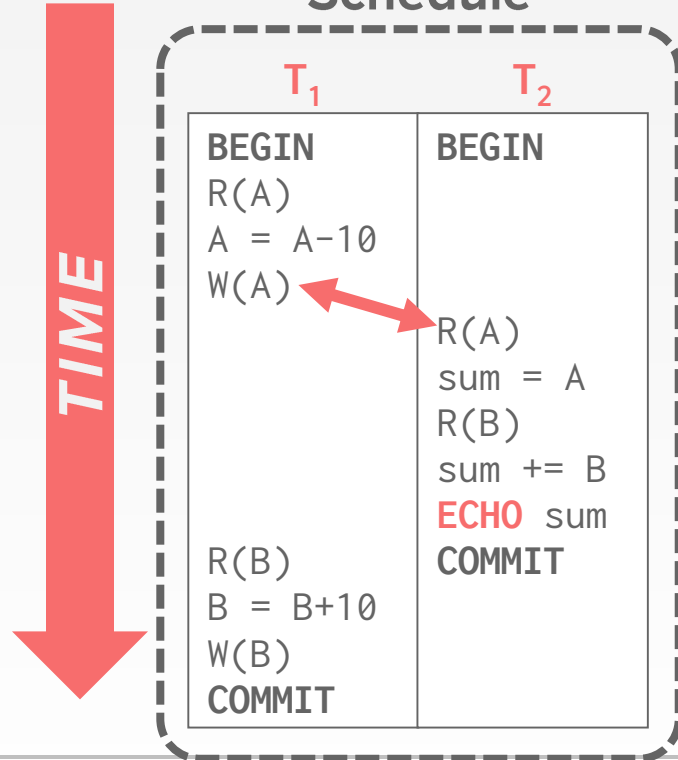 Schedule
TIME
T1 T2
BEGIN BEGIN
R(A)
A = A-10
W(A)
R(A)
sum = A
R(B)
sum += B
ECHO sum
R(B) COMMIT
B = B+10
W(B)
COMMIT